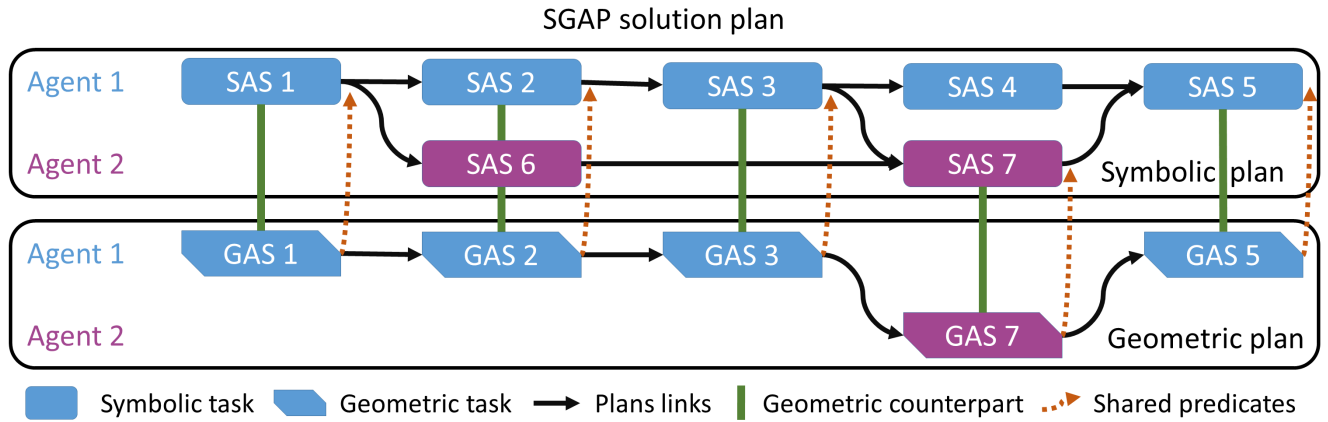 SGAP solution plan
Agent 1 SAS 1 SAS 2 SAS 3 SAS 4 SAS 5
Agent 2 SAS 6 SAS 7 Symbolic plan
Agent 1 GAS 1 GAS 2 GAS 3 GAS 5
Agent 2 GAS 7 Geometric plan
Symbolic task Geometric task Plans links Geometric counterpart Shared predicates